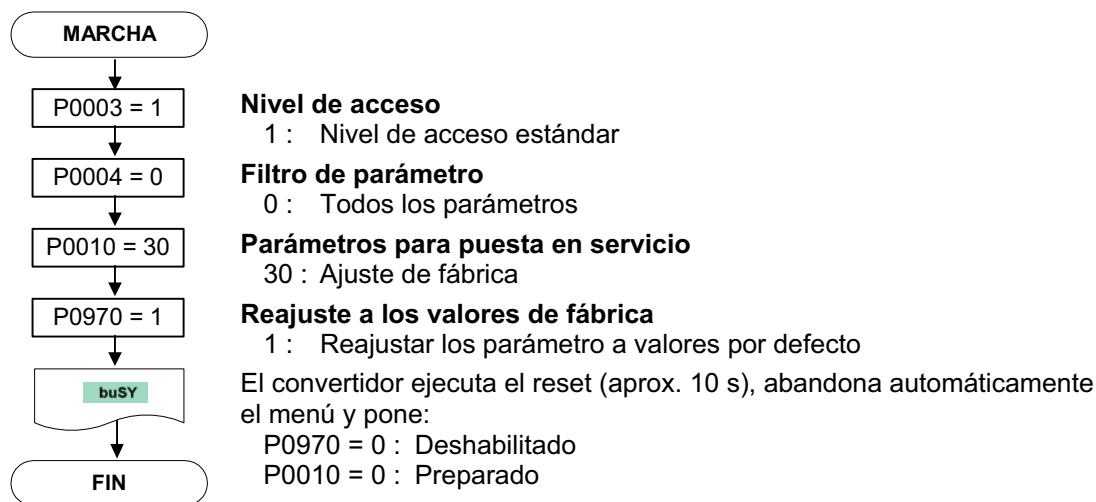 MARCHA
P0003 = 1
Nivel de acceso
1 : Nivel de acceso estándar
P0004 = 0
Filtro de parámetro
0 : Todos los parámetros
P0010 = 30
Parámetros para puesta en servicio
30 : Ajuste de fábrica
P0970 = 1
Reajuste a los valores de fábrica
1 : Reajustar los parámetro a valores por defecto
buSY
El convertidor ejecuta el reset (aprox. 10 s), abandona automáticamente
el menú y pone:
P0970 = 0 : Deshabilitado
P0010 = 0 : Preparado
FIN